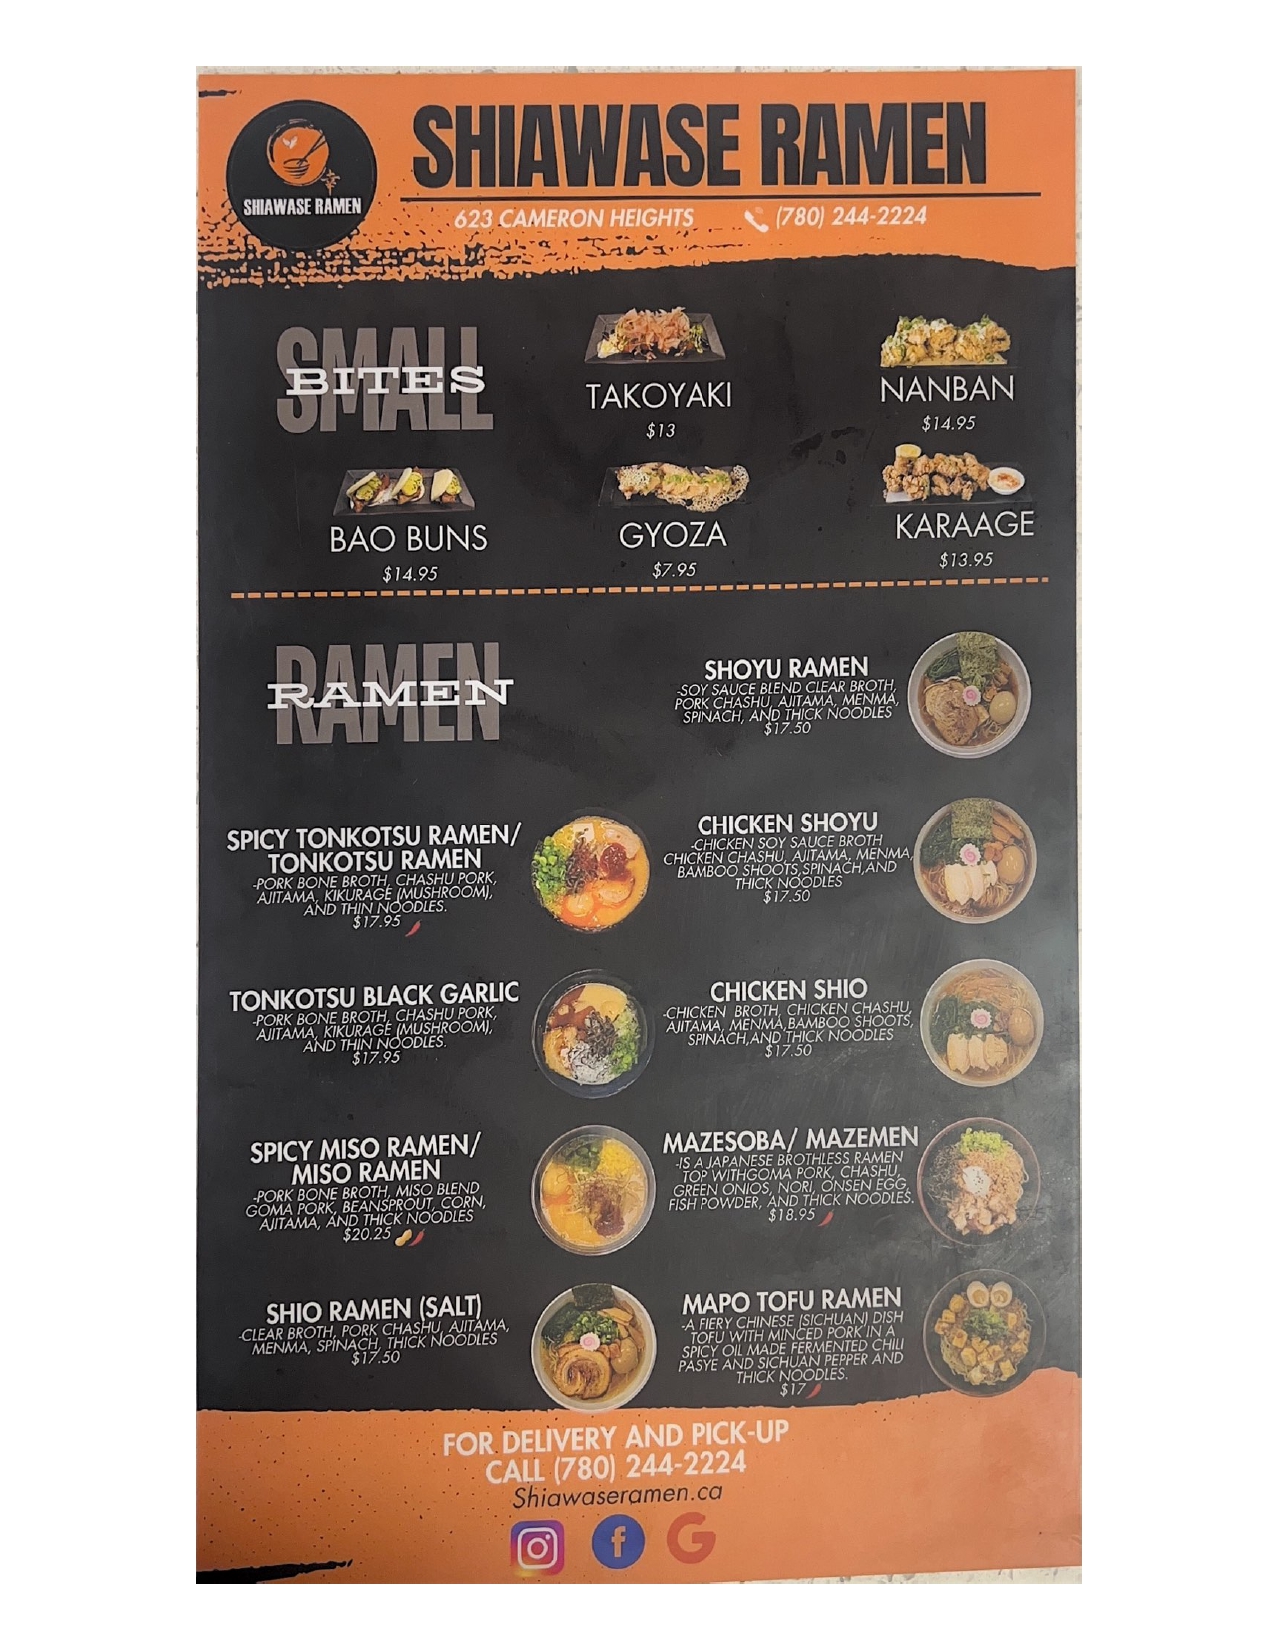 SHIAWASE RAMEN
SHIAWASE RAMEN
623 CAMERON HEIGHTS (780) 244-2224
SMALL
BITES
TAKOYAKI
$13
NANBAN
$14.95
BAO BUNS
$14.95
GYOZA
$7.95
KARAAGE
$13.95
RAMEN
RAMEN
SHOYU RAMEN
-SOY SAUCE BLEND CLEAR BROTH,
PORK CHASHU, AJITAMA, MENMA,
SPINACH, AND THICK NOODLES
$17.50
SPICY TONKOTSU RAMEN/
TONKOTSU RAMEN
-PORK BONE BROTH, CHASHU PORK,
AJITAMA, KIKURAGE (MUSHROOM),
AND THIN NOODLES.
$17.95
CHICKEN SHOYU
-CHICKEN SOY SAUCE BROTH
CHICKEN CHASHU, AJITAMA, MENMA,
BAMBOO SHOOTS,SPINACH,AND
THICK NOODLES
$17.50
TONKOTSU BLACK GARLIC
-PORK BONE BROTH, CHASHU PORK,
AJITAMA, KIKURAGE (MUSHROOM),
AND THIN NOODLES.
$17.95
CHICKEN SHIO
-CHICKEN BROTH, CHICKEN CHASHU,
AJITAMA, MENMA,BAMBOO SHOOTS,
SPINACH,AND THICK NOODLES
$17.50
SPICY MISO RAMEN/
MISO RAMEN
-PORK BONE BROTH, MISO BLEND
GOMA PORK, BEANSPROUT, CORN,
AJITAMA, AND THICK NOODLES
$20.25
MAZESOBA/ MAZEMEN
-IS A JAPANESE BROTHLESS RAMEN
TOP WITHGOMA PORK, CHASHU,
GREEN ONIOS, NORI, ONSEN EGG,
FISH POWDER, AND THICK NOODLES.
$18.95
SHIO RAMEN (SALT)
-CLEAR BROTH, PORK CHASHU, AJITAMA,
MENMA, SPINACH, THICK NOODLES
$17.50
MAPO TOFU RAMEN
-A FIERY CHINESE (SICHUAN) DISH
TOFU WITH MINCED PORK IN A
SPICY OIL MADE FERMENTED CHILI
PASYE AND SICHUAN PEPPER AND
THICK NOODLES.
$17
FOR DELIVERY AND PICK-UP
CALL (780) 244-2224
Shiawaseramen.ca